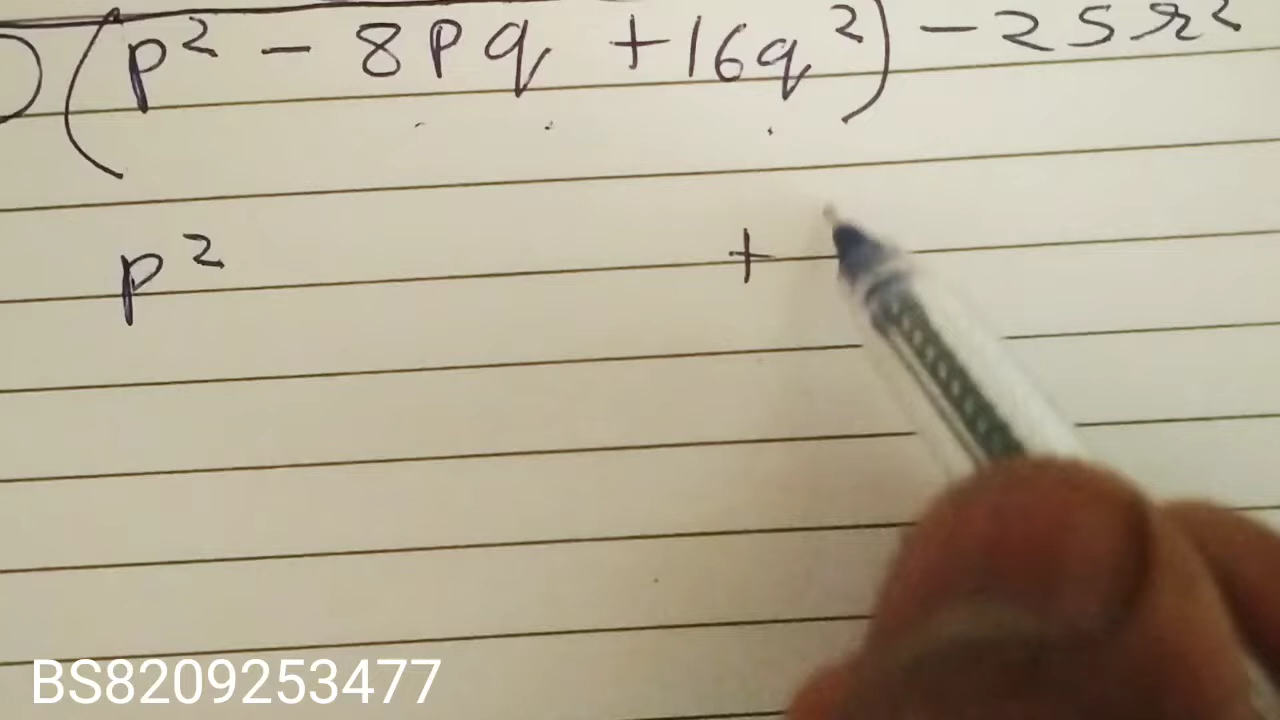 ) (p² - 8pq + 16q²) - 25r²
p² +
BS8209253477